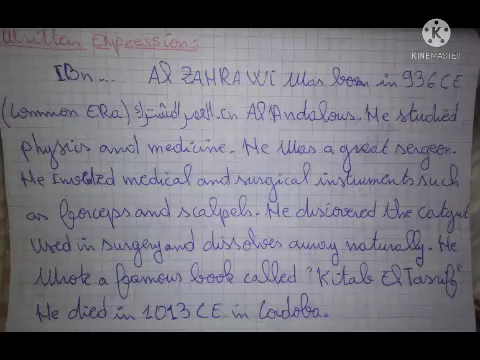 Written Expression:
K
KINEMASTER
IBn.... Al ZAHRAWI was born in 936 CE
(Common ERa) in Al Andalous. He studied
physics and medicine. He was a great sergeon.
He Invented medical and surgical instruments such
as forceps and scalpels. He discovered the catgut
used in surgery and dissolves away naturally. He
wrote a famous book called "Kitab El Tasrif"
He died in 1013 CE in Cordoba.